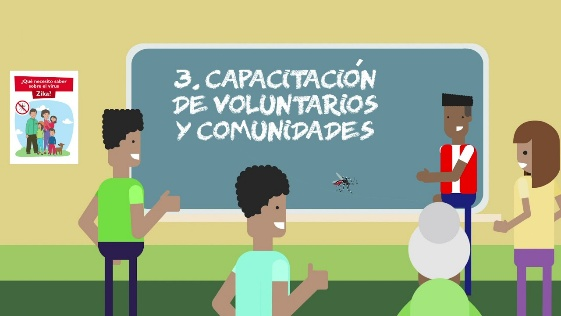 ¿Qué necesito saber
sobre el virus
Zika?
3. CAPACITACIÓN
DE VOLUNTARIOS
Y COMUNIDADES